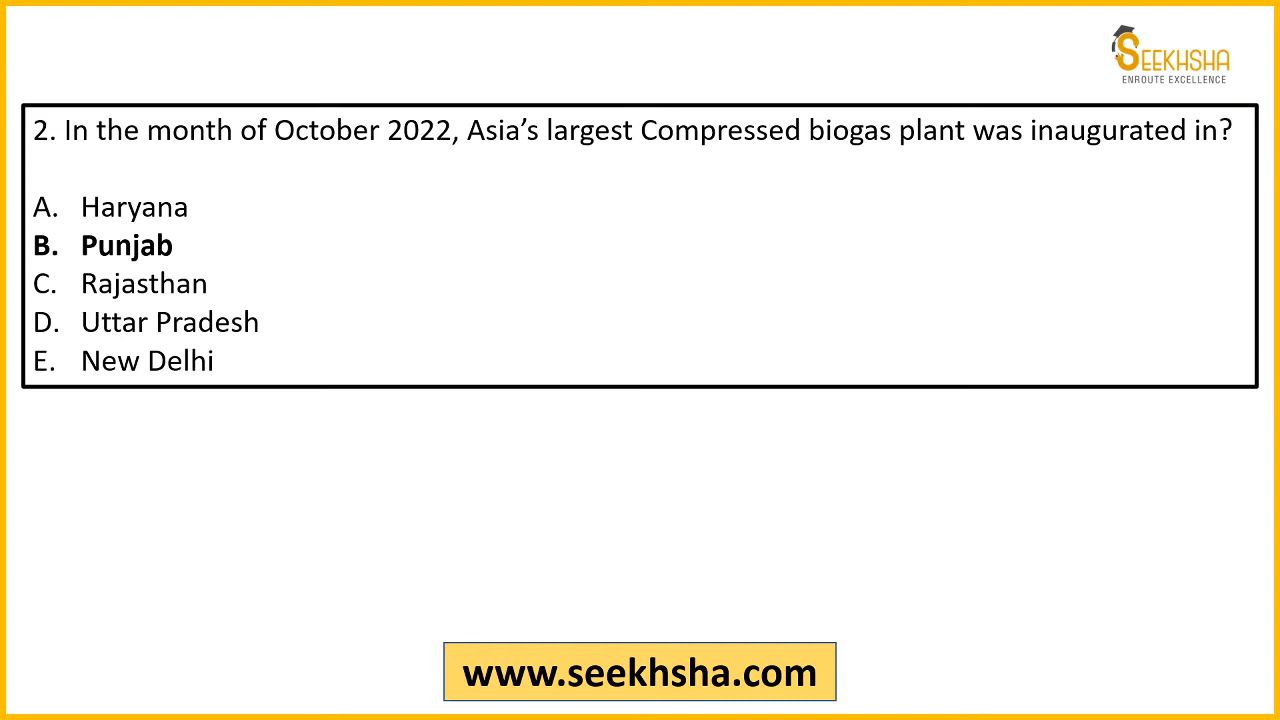 SEEKHSHA
ENROUTE EXCELLENCE
2. In the month of October 2022, Asia’s largest Compressed biogas plant was inaugurated in?
A. Haryana
B. Punjab
C. Rajasthan
D. Uttar Pradesh
E. New Delhi
www.seekhsha.com